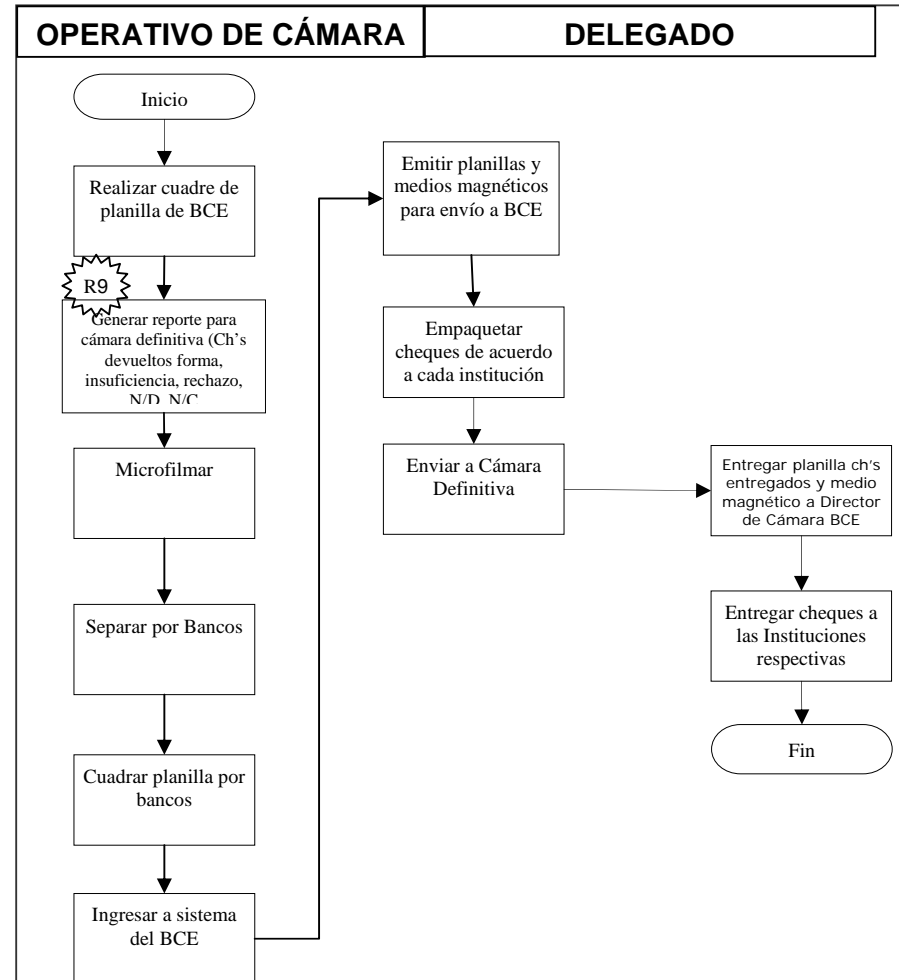 OPERATIVO DE CÁMARA
DELEGADO
Inicio
Realizar cuadre de
planilla de BCE
R9
Generar reporte para
cámara definitiva (Ch's
devueltos forma,
insuficiencia, rechazo,
N/D, N/C
Microfilmar
Separar por Bancos
Cuadrar planilla por
bancos
Ingresar a sistema
del BCE
Emitir planillas y
medios magnéticos
para envío a BCE
Empaquetar
cheques de acuerdo
a cada institución
Enviar a Cámara
Definitiva
Entregar planilla ch's
entregados y medio
magnético a Director
de Cámara BCE
Entregar cheques a
las Instituciones
respectivas
Fin